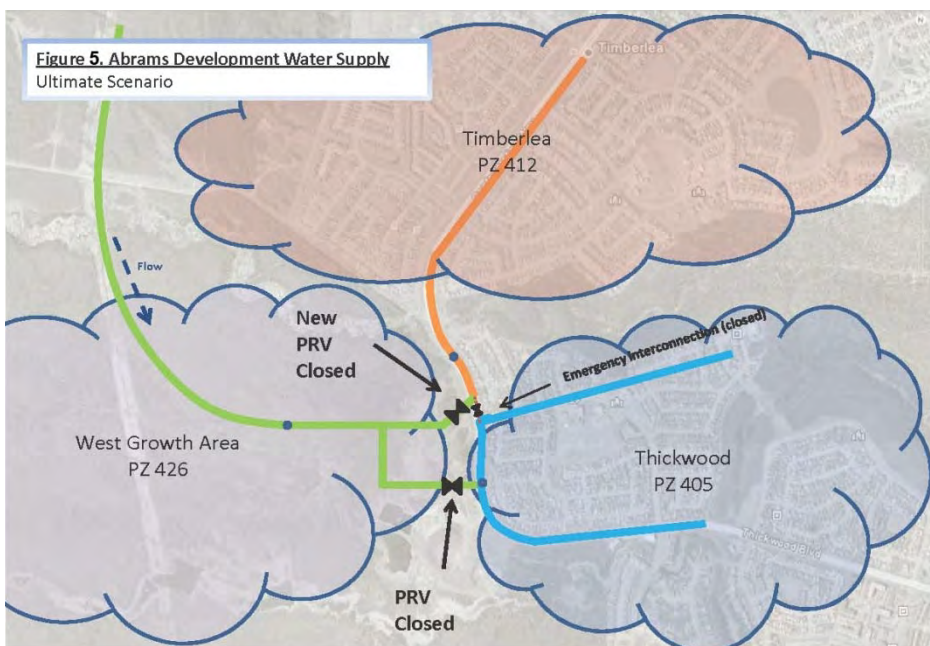 Figure 5. Abrams Development Water Supply
Ultimate Scenario
Timberlea
Timberlea
PZ 412
Flow
New
PRV
Closed
Emergency Interconnection (closed)
West Growth Area
PZ 426
Thickwood
PZ 405
Thickwood Blvd
PRV
Closed